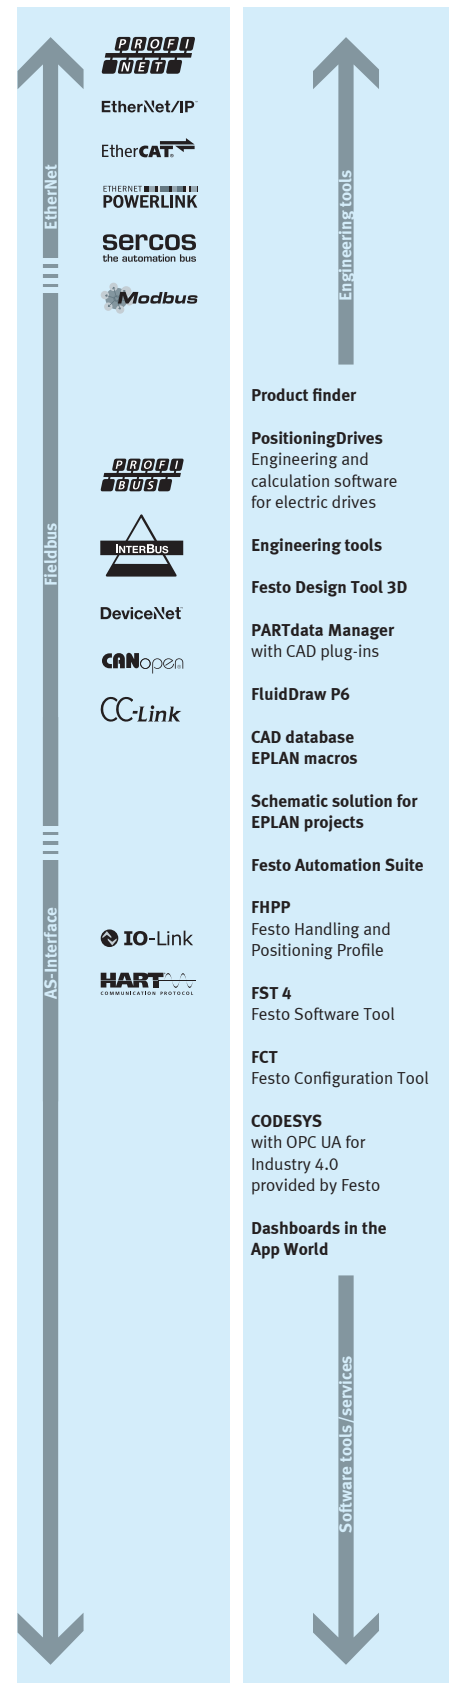 EtherNet
PROFI
NET
EtherNet/IP
EtherCAT®
ETHERNET
POWERLINK
sercos
the automation bus
Modbus
Fieldbus
PROFI
BUS
INTERBUS
DeviceNet
CANopen
CC-Link
AS-Interface
IO-Link
HART
COMMUNICATION PROTOCOL
Engineering tools
Product finder
PositioningDrives
Engineering and
calculation software
for electric drives
Engineering tools
Festo Design Tool 3D
PARTdata Manager
with CAD plug-ins
FluidDraw P6
CAD database
EPLAN macros
Schematic solution for
EPLAN projects
Festo Automation Suite
FHPP
Festo Handling and
Positioning Profile
FST 4
Festo Software Tool
FCT
Festo Configuration Tool
CODESYS
with OPC UA for
Industry 4.0
provided by Festo
Dashboards in the
App World
Software tools/services